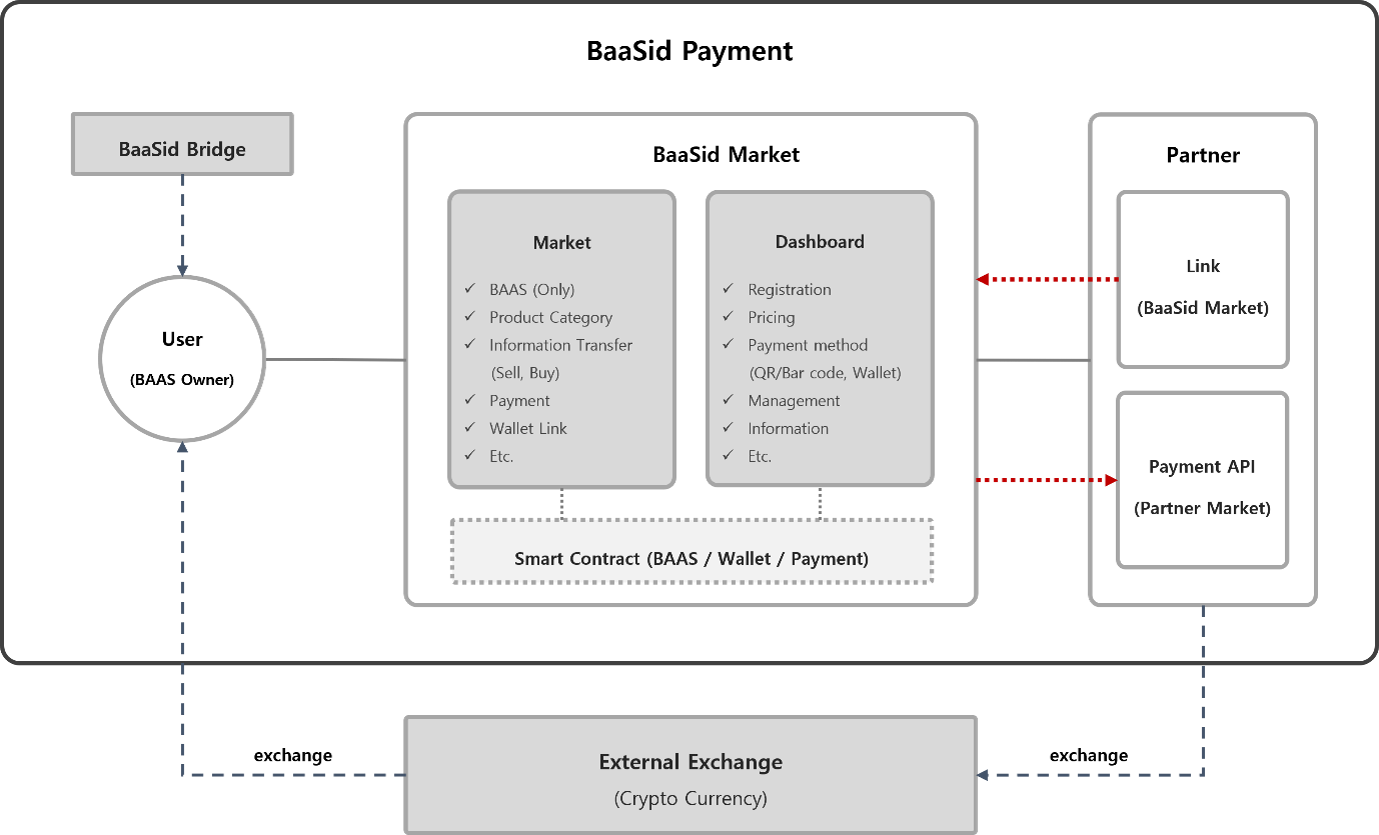 BaaSid Payment
BaaSid Bridge
User
(BAAS Owner)
BaaSid Market
Market
✓ BAAS (Only)
✓ Product Category
✓ Information Transfer
(Sell, Buy)
✓ Payment
✓ Wallet Link
✓ Etc.
Dashboard
✓ Registration
✓ Pricing
✓ Payment method
(QR/Bar code, Wallet)
✓ Management
✓ Information
✓ Etc.
Smart Contract (BAAS / Wallet / Payment)
Partner
Link
(BaaSid Market)
Payment API
(Partner Market)
exchange
External Exchange
(Crypto Currency)
exchange